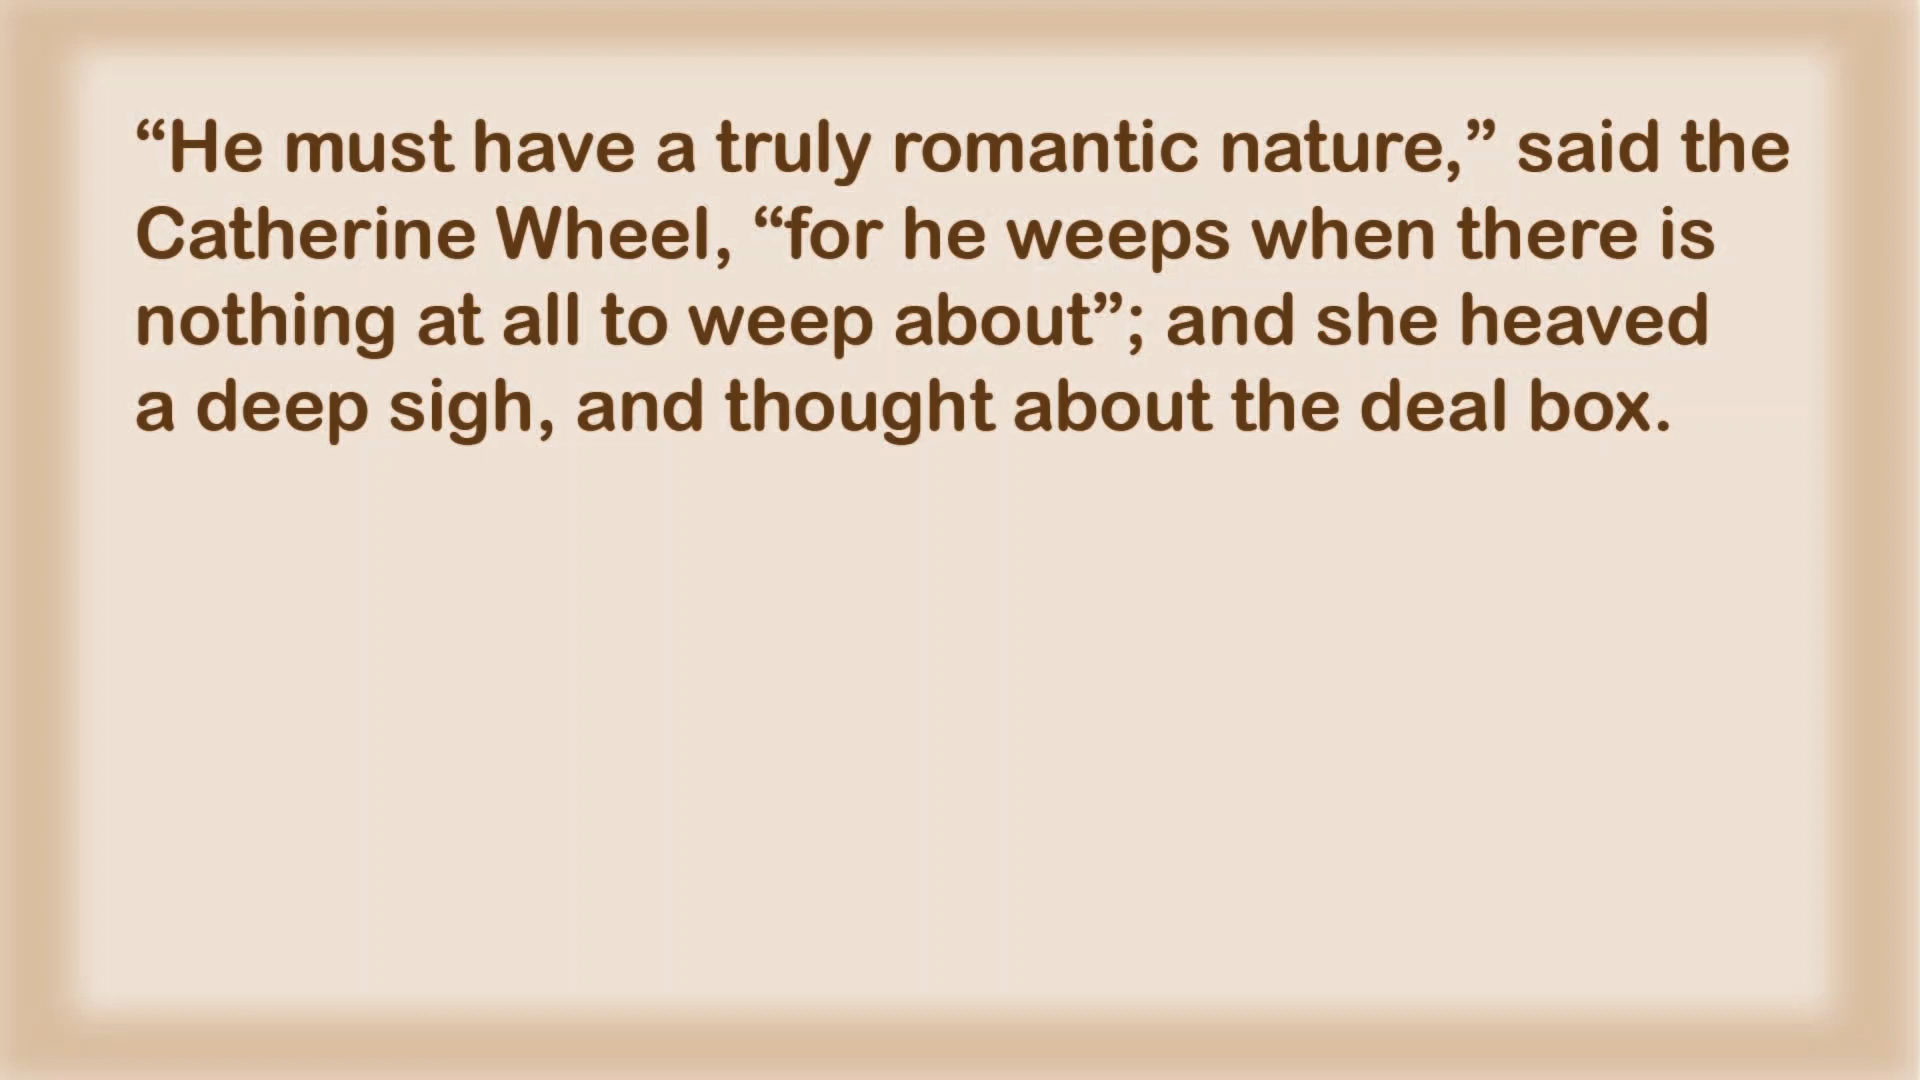 “He must have a truly romantic nature,” said the
Catherine Wheel, “for he weeps when there is
nothing at all to weep about”; and she heaved
a deep sigh, and thought about the deal box.